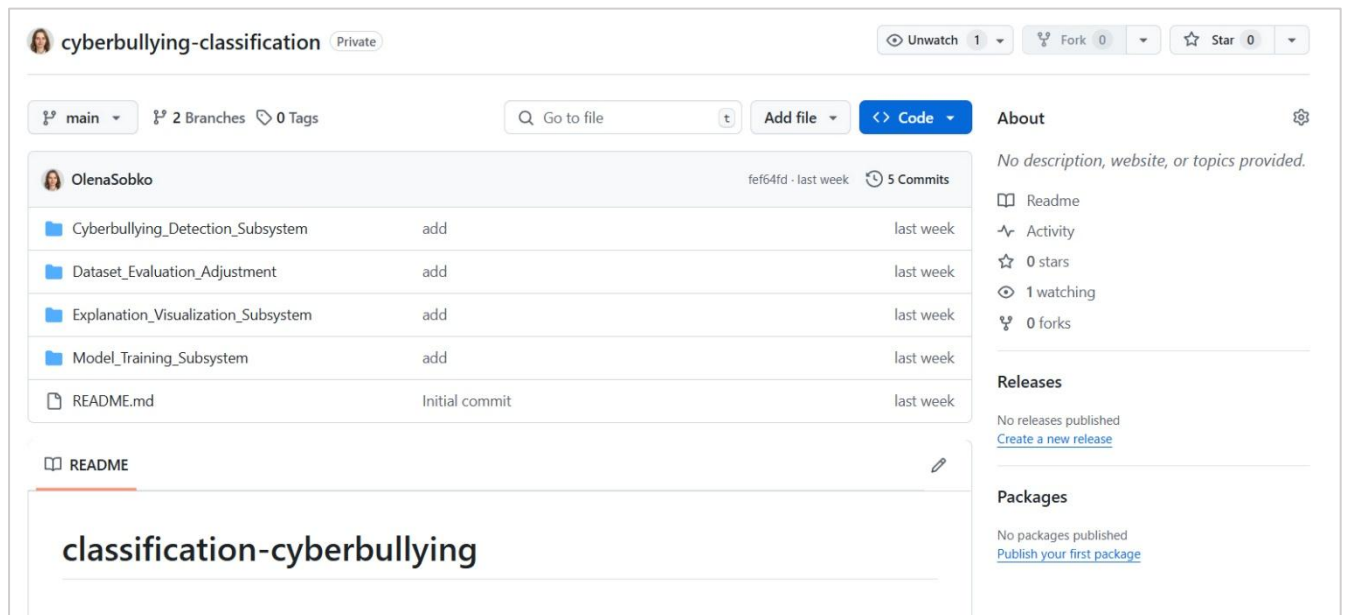 cyberbullying-classification Private
Unwatch 1
Fork 0
Star 0
main
2 Branches
0 Tags
Go to file
t
Add file
Code
OlenaSobko
fef64fd · last week
5 Commits
Cyberbullying_Detection_Subsystem add last week
Dataset_Evaluation_Adjustment add last week
Explanation_Visualization_Subsystem add last week
Model_Training_Subsystem add last week
README.md Initial commit last week
README
classification-cyberbullying
About
No description, website, or topics provided.
Readme
Activity
0 stars
1 watching
0 forks
Releases
No releases published
Create a new release
Packages
No packages published
Publish your first package